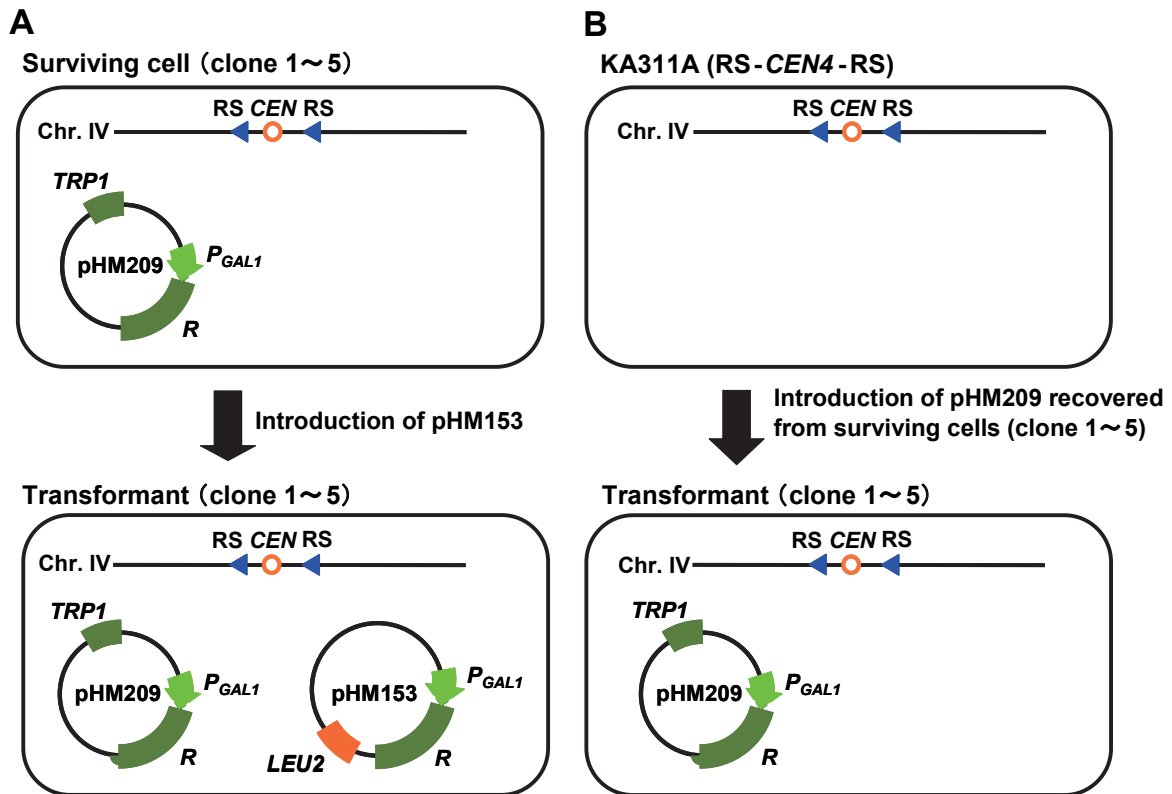 A
Surviving cell (clone 1～5)
RS CEN RS
Chr. IV
TRP1
pHM209
PGAL1
R
Introduction of pHM153
Transformant (clone 1～5)
RS CEN RS
Chr. IV
TRP1
pHM209
PGAL1
R
pHM153
PGAL1
LEU2
R
B
KA311A (RS-CEN4-RS)
RS CEN RS
Chr. IV
Introduction of pHM209 recovered
from surviving cells (clone 1～5)
Transformant (clone 1～5)
RS CEN RS
Chr. IV
TRP1
pHM209
PGAL1
R